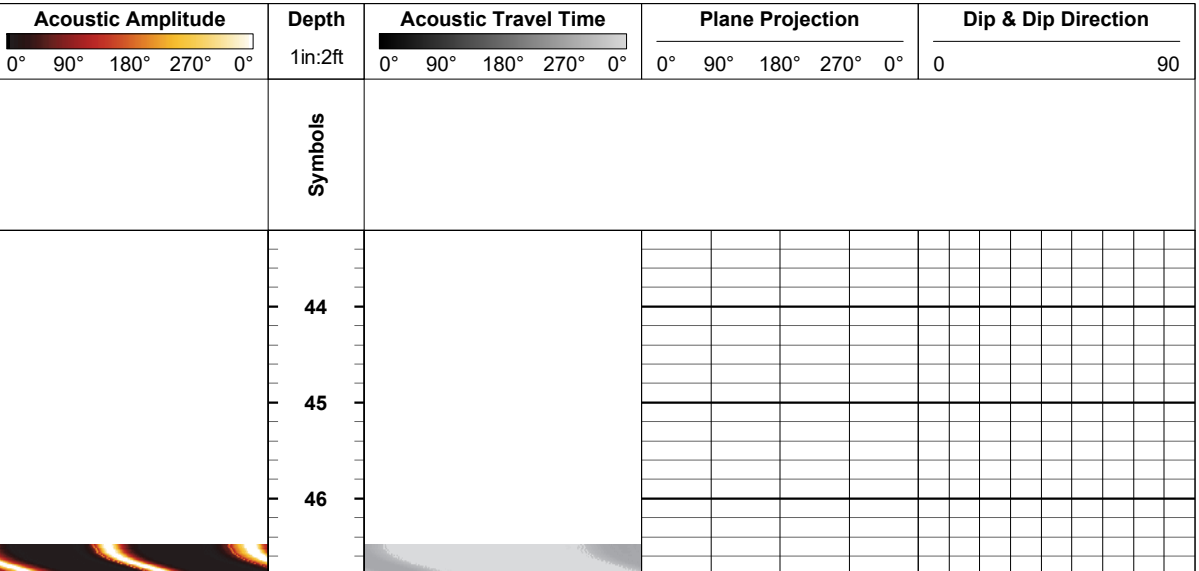 Acoustic Amplitude
0° 90° 180° 270° 0°
Depth
1in:2ft
Acoustic Travel Time
0° 90° 180° 270° 0°
Plane Projection
0° 90° 180° 270° 0°
Dip & Dip Direction
0 90
Symbols
44
45
46